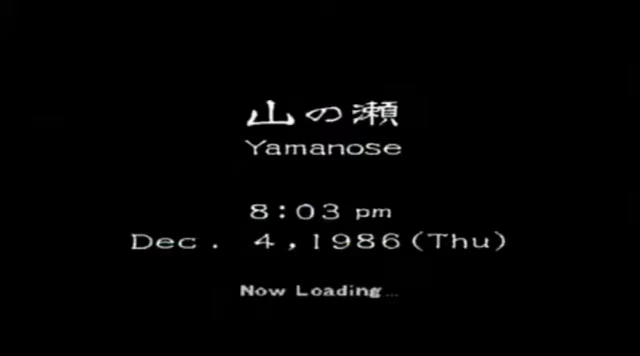 山の瀬
Yamanose
8:03 pm
Dec. 4,1986(Thu)
Now Loading...